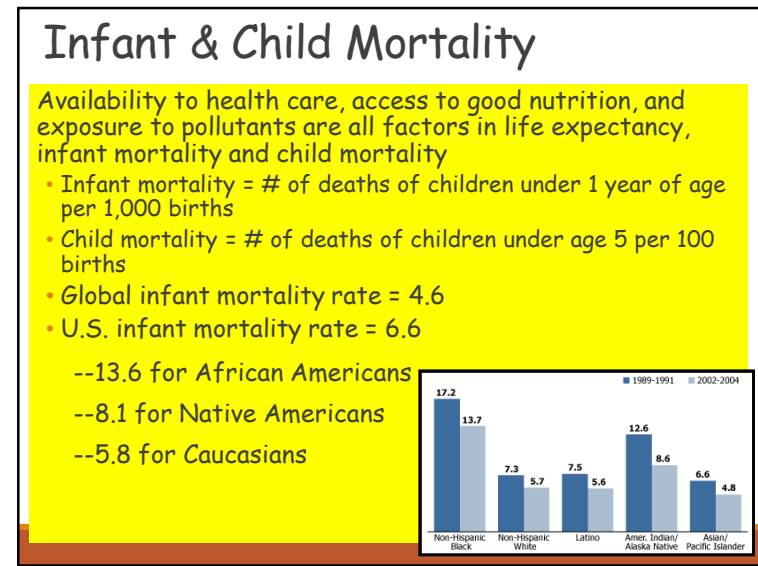 Infant & Child Mortality
Availability to health care, access to good nutrition, and
exposure to pollutants are all factors in life expectancy,
infant mortality and child mortality
• Infant mortality = # of deaths of children under 1 year of age
per 1,000 births
• Child mortality = # of deaths of children under age 5 per 100
births
• Global infant mortality rate = 4.6
• U.S. infant mortality rate = 6.6
--13.6 for African Americans
--8.1 for Native Americans
--5.8 for Caucasians
1989-1991 2002-2004
17.2 13.7 7.3 5.7 7.5 5.6 12.6 8.6 6.6 4.8
Non-Hispanic Non-Hispanic Latino Amer. Indian/ Asian/
Black White Alaska Native Pacific Islander